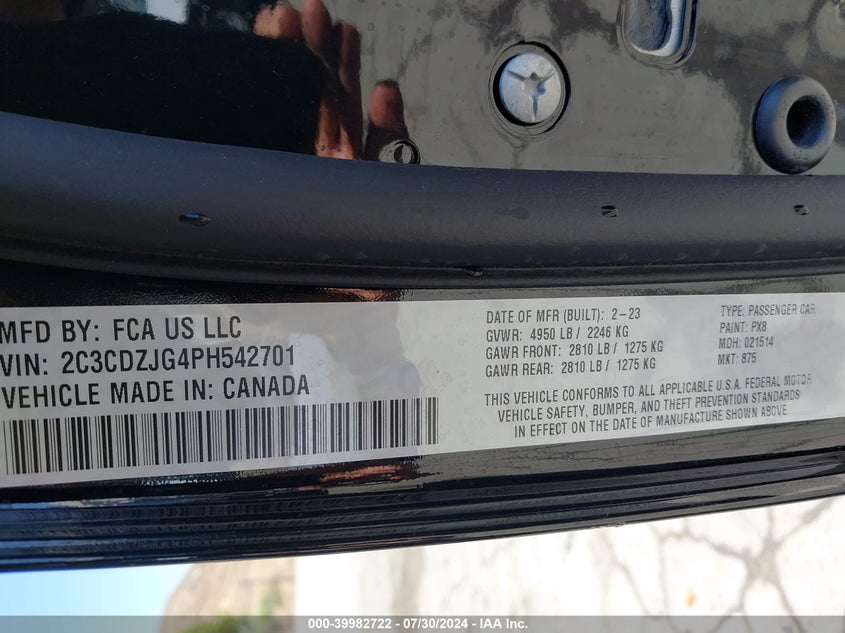 MFD BY: FCA US LLC
VIN: 2C3CDZJG4PH542701
VEHICLE MADE IN: CANADA
DATE OF MFR (BUILT): 2-23
GVWR: 4950 LB / 2246 KG
GAWR FRONT: 2810 LB / 1275 KG
GAWR REAR: 2810 LB / 1275 KG
TYPE: PASSENGER CAR
PAINT: PX8
MDH: 021514
MKT: 875
THIS VEHICLE CONFORMS TO ALL APPLICABLE U.S.A. FEDERAL MOTOR
VEHICLE SAFETY, BUMPER, AND THEFT PREVENTION STANDARDS
IN EFFECT ON THE DATE OF MANUFACTURE SHOWN ABOVE
000-39982722 - 07/30/2024 - IAA Inc.